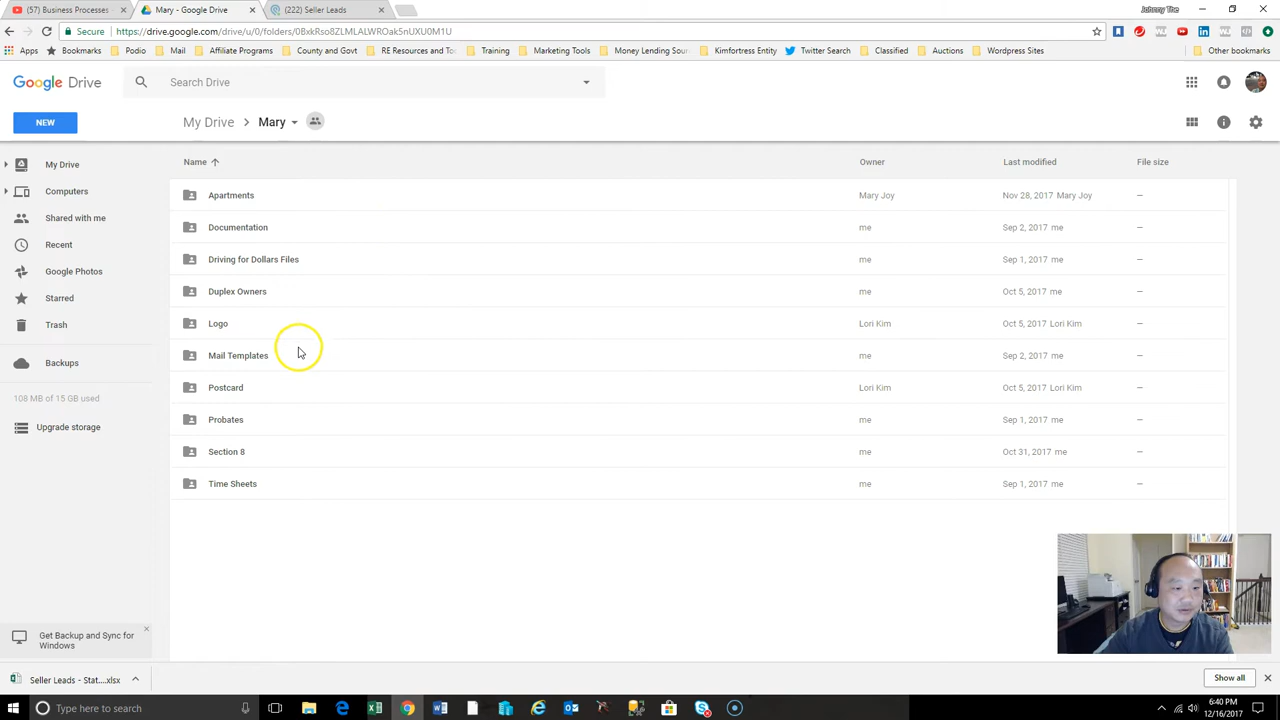 (57) Business Processes -
Mary - Google Drive
(222) Seller Leads
Johnny The
Secure
https://drive.google.com/drive/u/0/folders/0BxkRso8ZLMLALWROak5nUXU0M1U
Apps
Bookmarks
Podio
Mail
Affiliate Programs
County and Govt
RE Resources and Too
Training
Marketing Tools
Money Lending Sour
Kimfortress Entity
Twitter Search
Classified
Auctions
Wordpress Sites
Other bookmarks
Google Drive
Search Drive
NEW
My Drive > Mary
Name
Owner
Last modified
File size
My Drive
Computers
Shared with me
Recent
Google Photos
Starred
Trash
Backups
108 MB of 15 GB used
Upgrade storage
Apartments Mary Joy Nov 28, 2017 Mary Joy —
Documentation me Sep 2, 2017 me —
Driving for Dollars Files me Sep 1, 2017 me —
Duplex Owners me Oct 5, 2017 me —
Logo Lori Kim Oct 5, 2017 Lori Kim —
Mail Templates me Sep 2, 2017 me —
Postcard Lori Kim Oct 5, 2017 Lori Kim —
Probates me Sep 1, 2017 me —
Section 8 me Oct 31, 2017 me —
Time Sheets me Sep 1, 2017 me —
Get Backup and Sync for
Windows
Seller Leads - Stat....xlsx
Show all
Type here to search
6:40 PM
12/16/2017